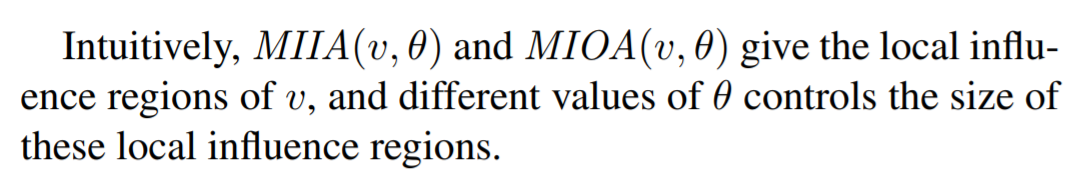 Intuitively, MIIA(v, θ) and MIOA(v, θ) give the local influ-
ence regions of v, and different values of θ controls the size of
these local influence regions.